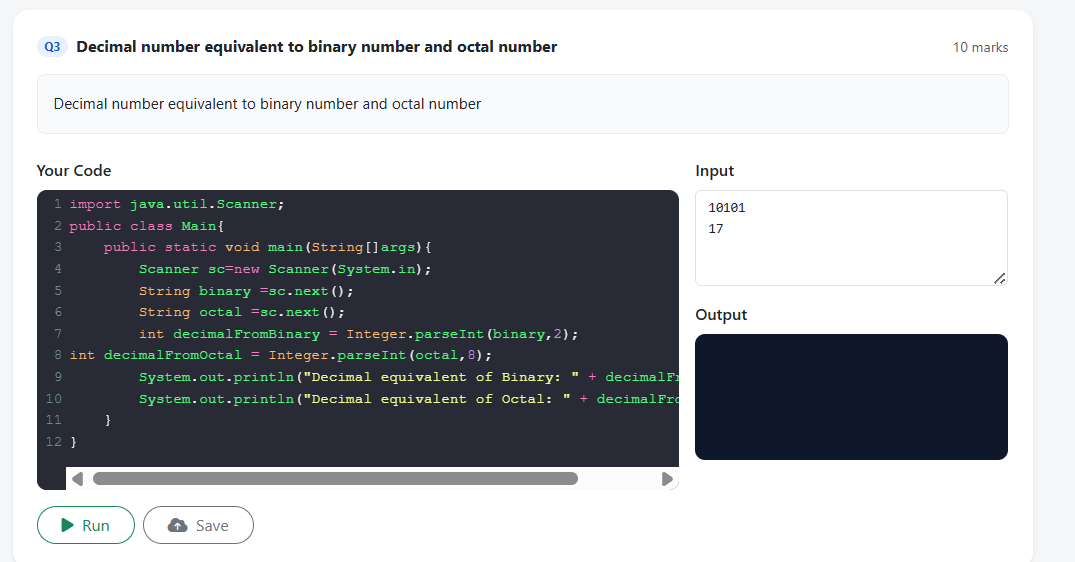 Q3 Decimal number equivalent to binary number and octal number 10 marks
Decimal number equivalent to binary number and octal number
Your Code
1 import java.util.Scanner;
2 public class Main{
3     public static void main(String[]args){
4         Scanner sc=new Scanner(System.in);
5         String binary =sc.next();
6         String octal =sc.next();
7         int decimalFromBinary = Integer.parseInt(binary,2);
8 int decimalFromOctal = Integer.parseInt(octal,8);
9         System.out.println("Decimal equivalent of Binary: " + decimalFr
10         System.out.println("Decimal equivalent of Octal: " + decimalFro
11     }
12 }
Run Save
Input
10101
17
Output